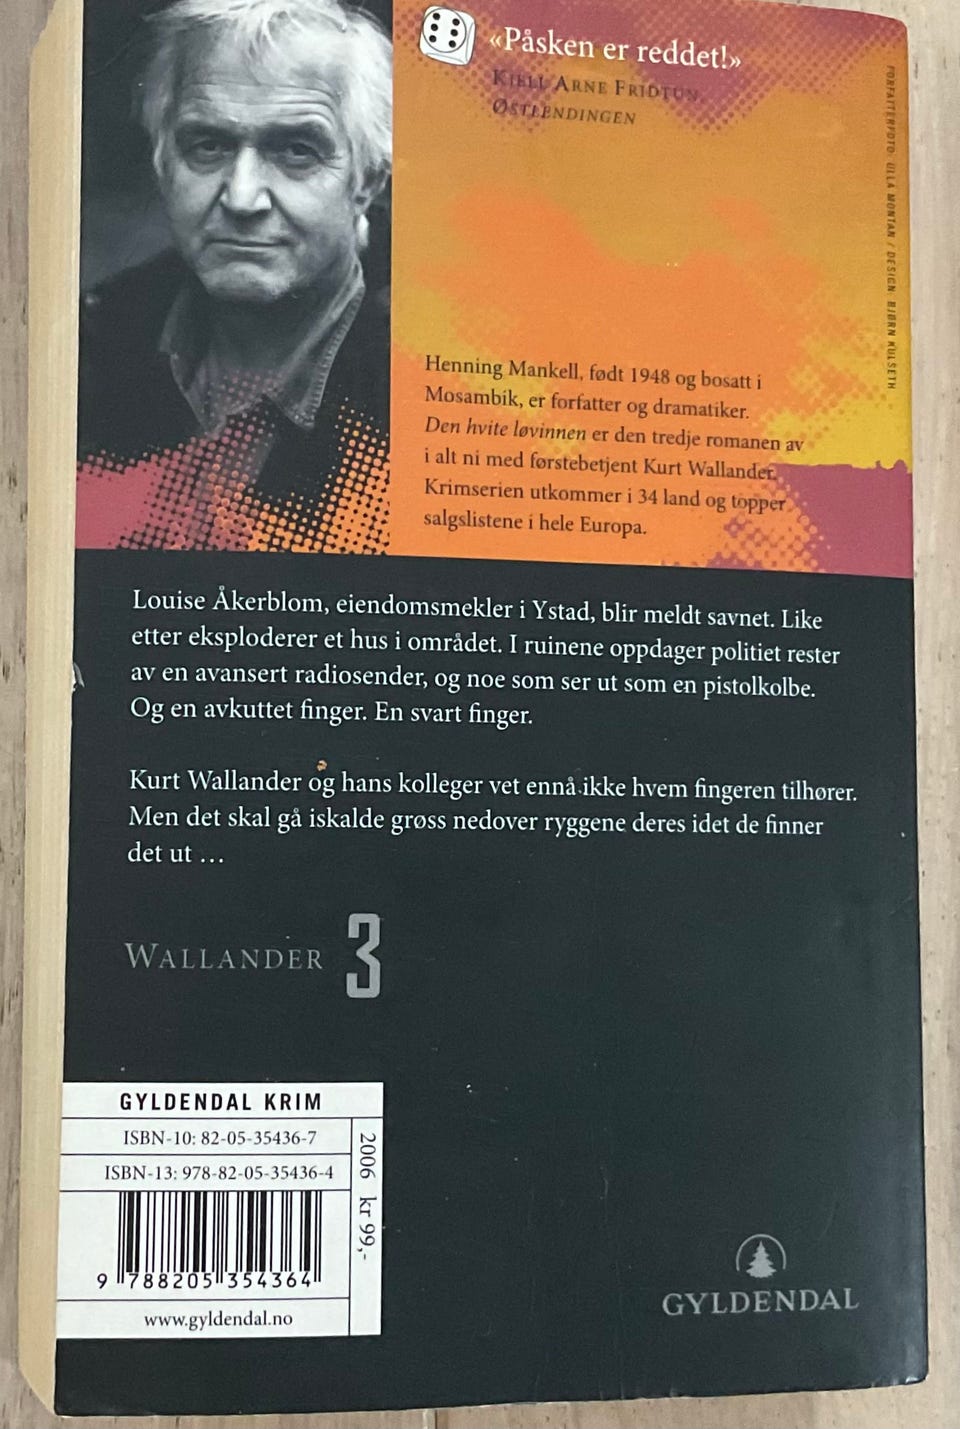 «Påsken er reddet!»
KJELL ARNE FRIDTUN,
ØSTLENDINGEN
FORFATTERFOTO: ULLA MONTAN / DESIGN: BJØRN KULSETH
Henning Mankell, født 1948 og bosatt i
Mosambik, er forfatter og dramatiker.
Den hvite løvinnen er den tredje romanen av
i alt ni med førstebetjent Kurt Wallander.
Krimserien utkommer i 34 land og topper
salgslistene i hele Europa.
Louise Åkerblom, eiendomsmekler i Ystad, blir meldt savnet. Like
etter eksploderer et hus i området. I ruinene oppdager politiet rester
av en avansert radiosender, og noe som ser ut som en pistolkolbe.
Og en avkuttet finger. En svart finger.
Kurt Wallander og hans kolleger vet ennå ikke hvem fingeren tilhører.
Men det skal gå iskalde grøss nedover ryggene deres idet de finner
det ut …
WALLANDER 3
GYLDENDAL KRIM
ISBN-10: 82-05-35436-7
ISBN-13: 978-82-05-35436-4
2006 kr 99,-
9 788205 354364
www.gyldendal.no
GYLDENDAL